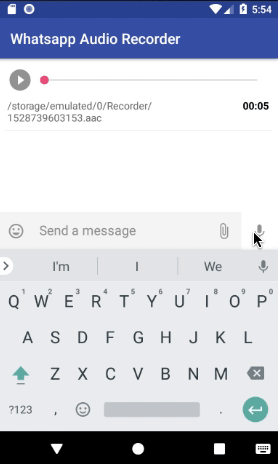 5:54
Whatsapp Audio Recorder
/storage/emulated/0/Recorder/ 00:05
1528739603153.aac
Send a message
I'm I We
1 2 3 4 5 6 7 8 9 0
Q W E R T Y U I O P
A S D F G H J K L
Z X C V B N M
?123 , .